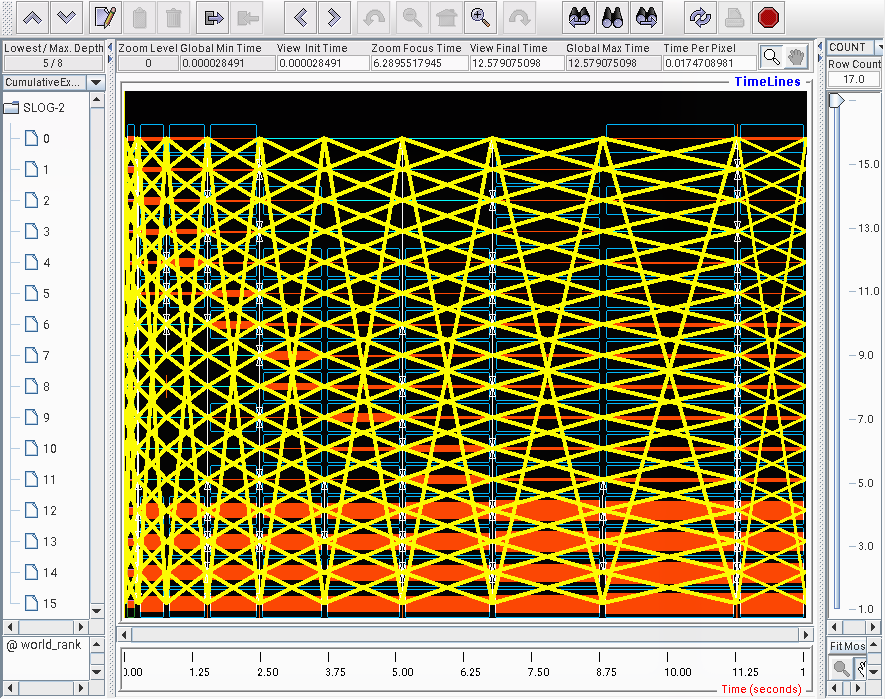 Lowest / Max. Depth
5 / 8
Zoom Level Global Min Time View Init Time Zoom Focus Time View Final Time Global Max Time Time Per Pixel
0 0.000028491 0.000028491 6.2895517945 12.579075098 12.579075098 0.0174708981
COUNT
Row Count
17.0
CumulativeEx...
TimeLines
SLOG-2
0
1
2
3
4
5
6
7
8
9
10
11
12
13
14
15
15.0
13.0
11.0
9.0
7.0
5.0
3.0
1.0
@ world_rank
Fit Mos
0.00 1.25 2.50 3.75 5.00 6.25 7.50 8.75 10.00 11.25 1
Time (seconds)